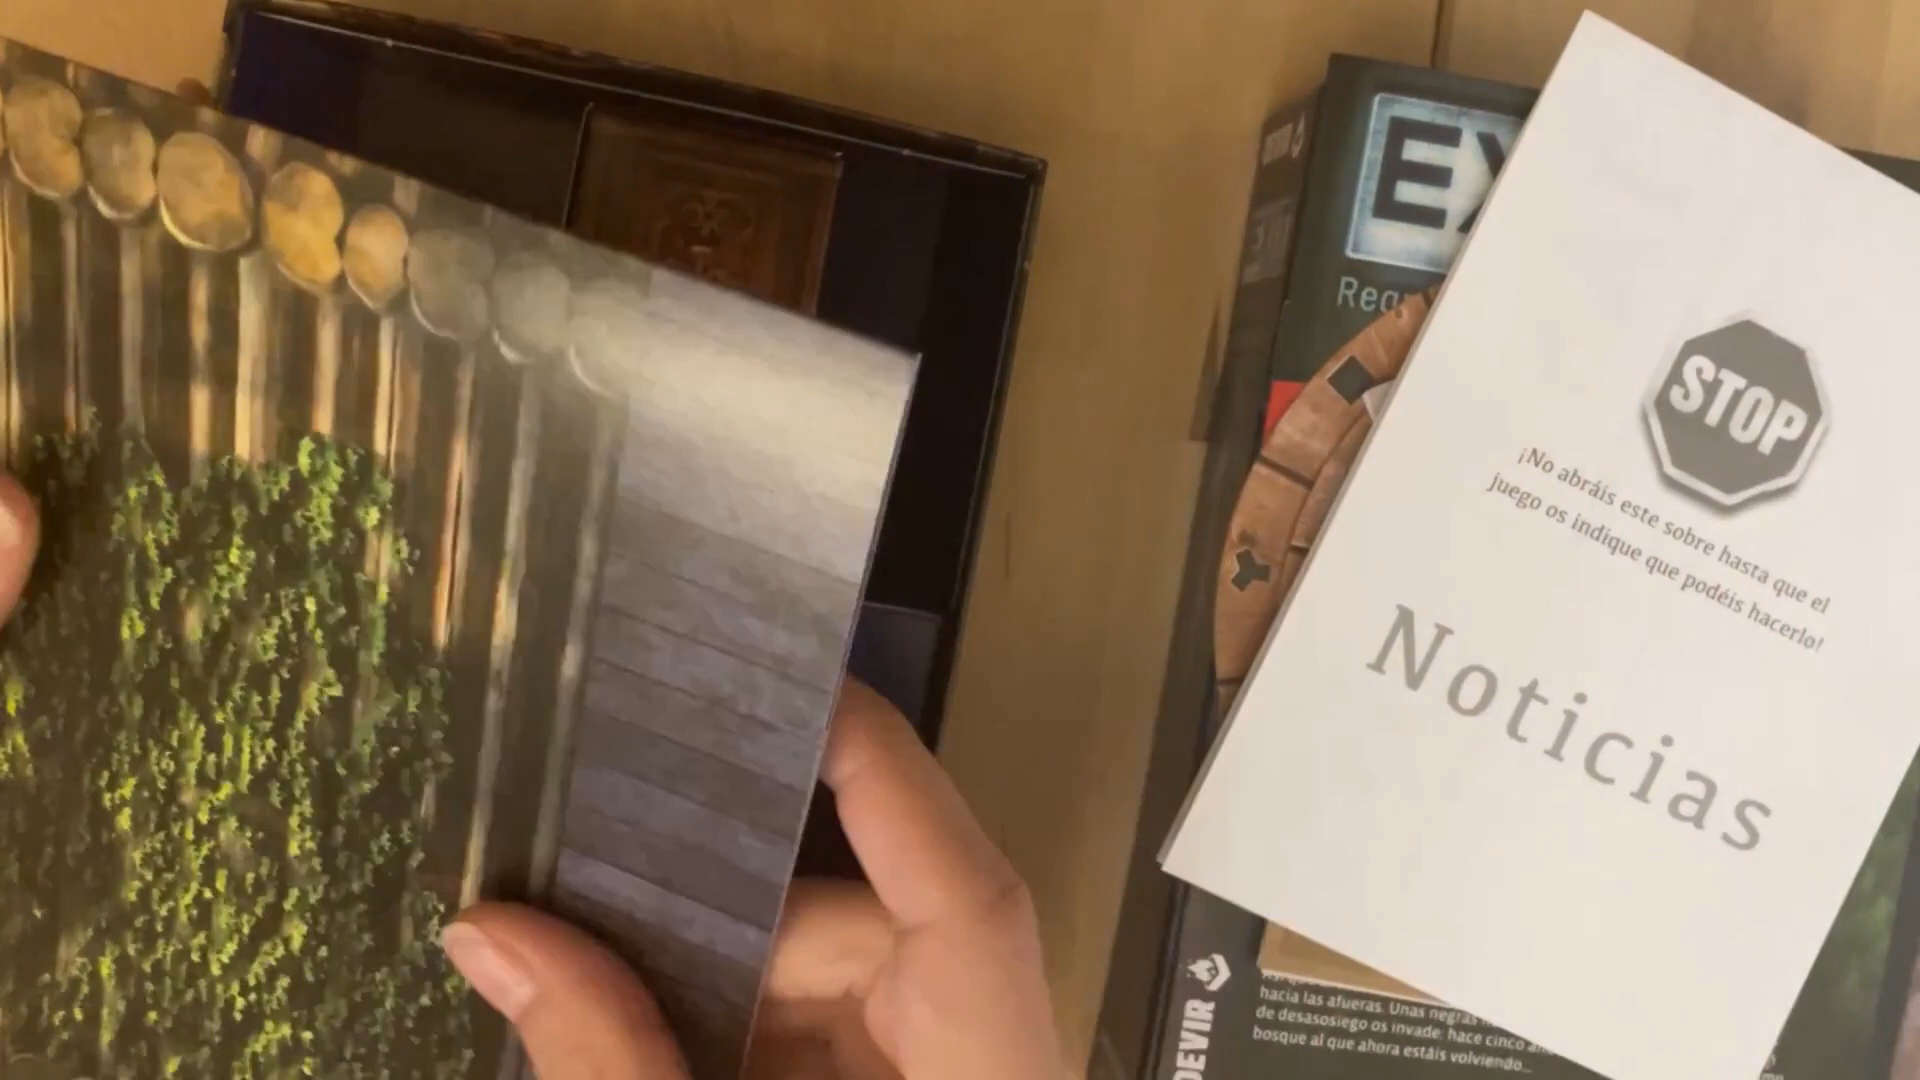 STOP
¡No abráis este sobre hasta que el
juego os indique que podéis hacerlo!
Noticias
DEVIR
hacia las afueras. Unas negras
de desasosiego os invade: hace cinco
bosque al que ahora estáis volviendo...